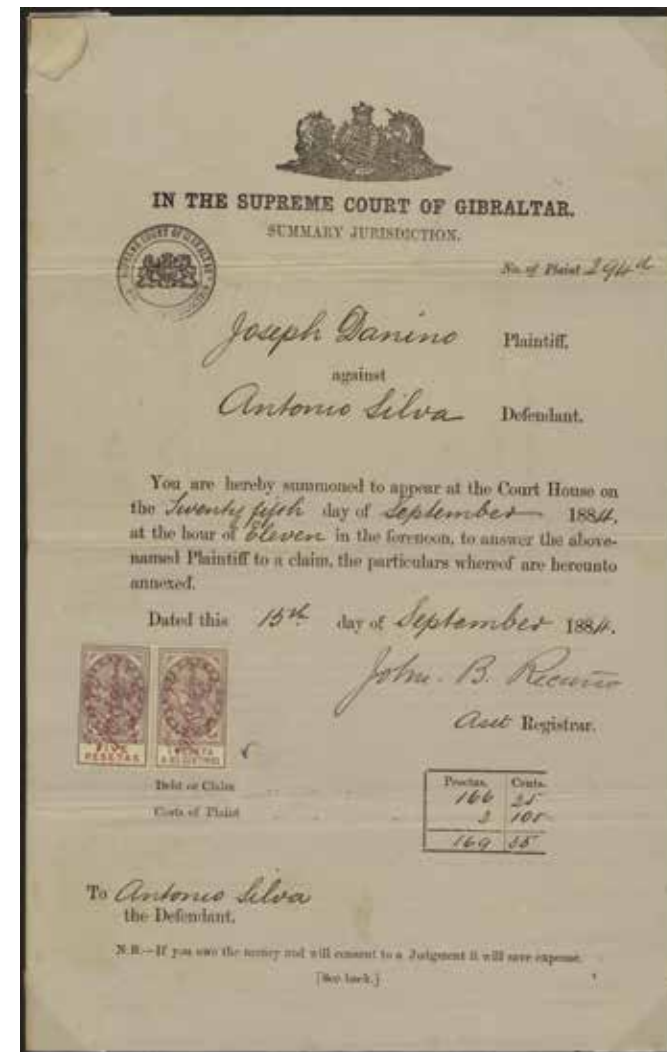 IN THE SUPREME COURT OF GIBRALTAR.
SUMMARY JURISDICTION.
SUPREME COURT OF GIBRALTAR
No. of Plaint 294
Joseph Danino Plaintiff,
against
Antonio Silva Defendant.
You are hereby summoned to appear at the Court House on
the Twenty fifth day of September 1884,
at the hour of Eleven in the forenoon, to answer the above-
named Plaintiff to a claim, the particulars whereof are hereunto
annexed.
Dated this 15th day of September 1884.
John. B.
Asst Registrar.
FIVE
PESETAS
Debt or Claim
Costs of Plaint
Pesetas. Cents.
166 25
169
To Antonio Silva
the Defendant.
N.B.—If you owe the money and will consent to a Judgment it will save expense.
[See back.]